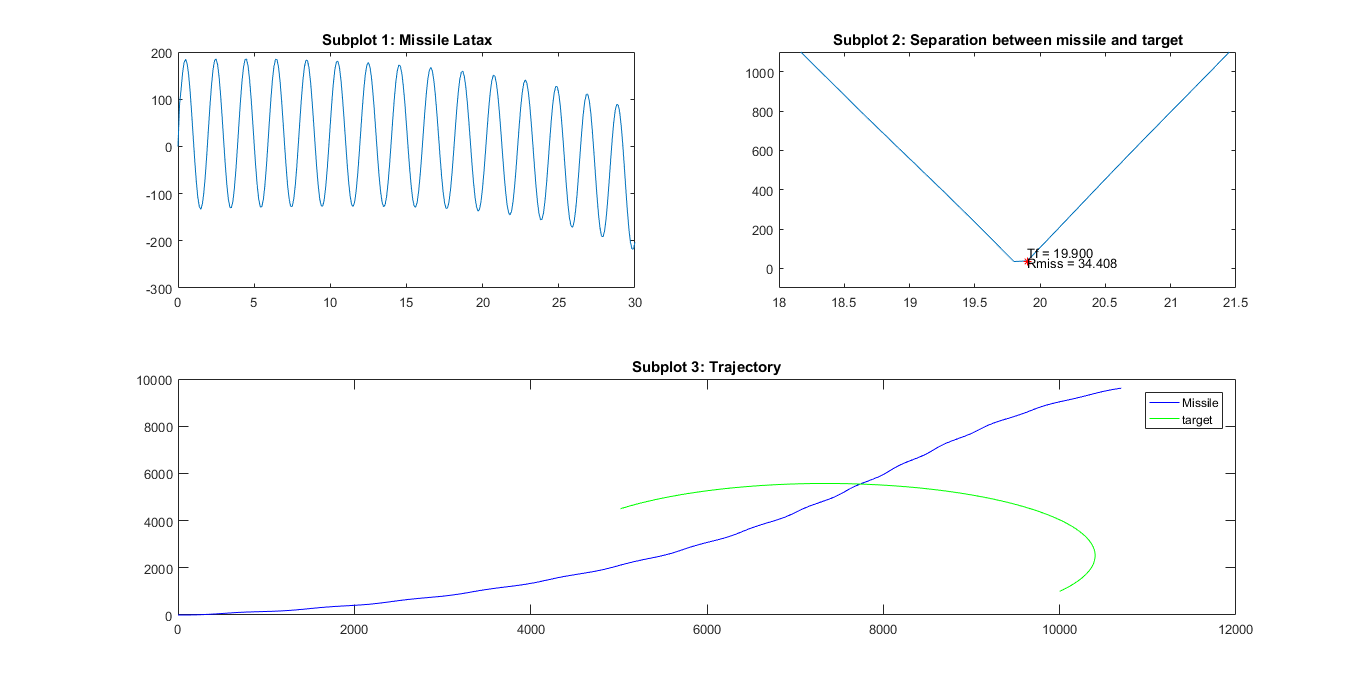 Subplot 1: Missile Latax
200
100
0
-100
-200
-300
0 5 10 15 20 25 30
Subplot 2: Separation between missile and target
1000
800
600
400
200
0
Tf = 19.900
Rmiss = 34.408
18 18.5 19 19.5 20 20.5 21 21.5
Subplot 3: Trajectory
10000
8000
6000
4000
2000
0
Missile
target
0 2000 4000 6000 8000 10000 12000